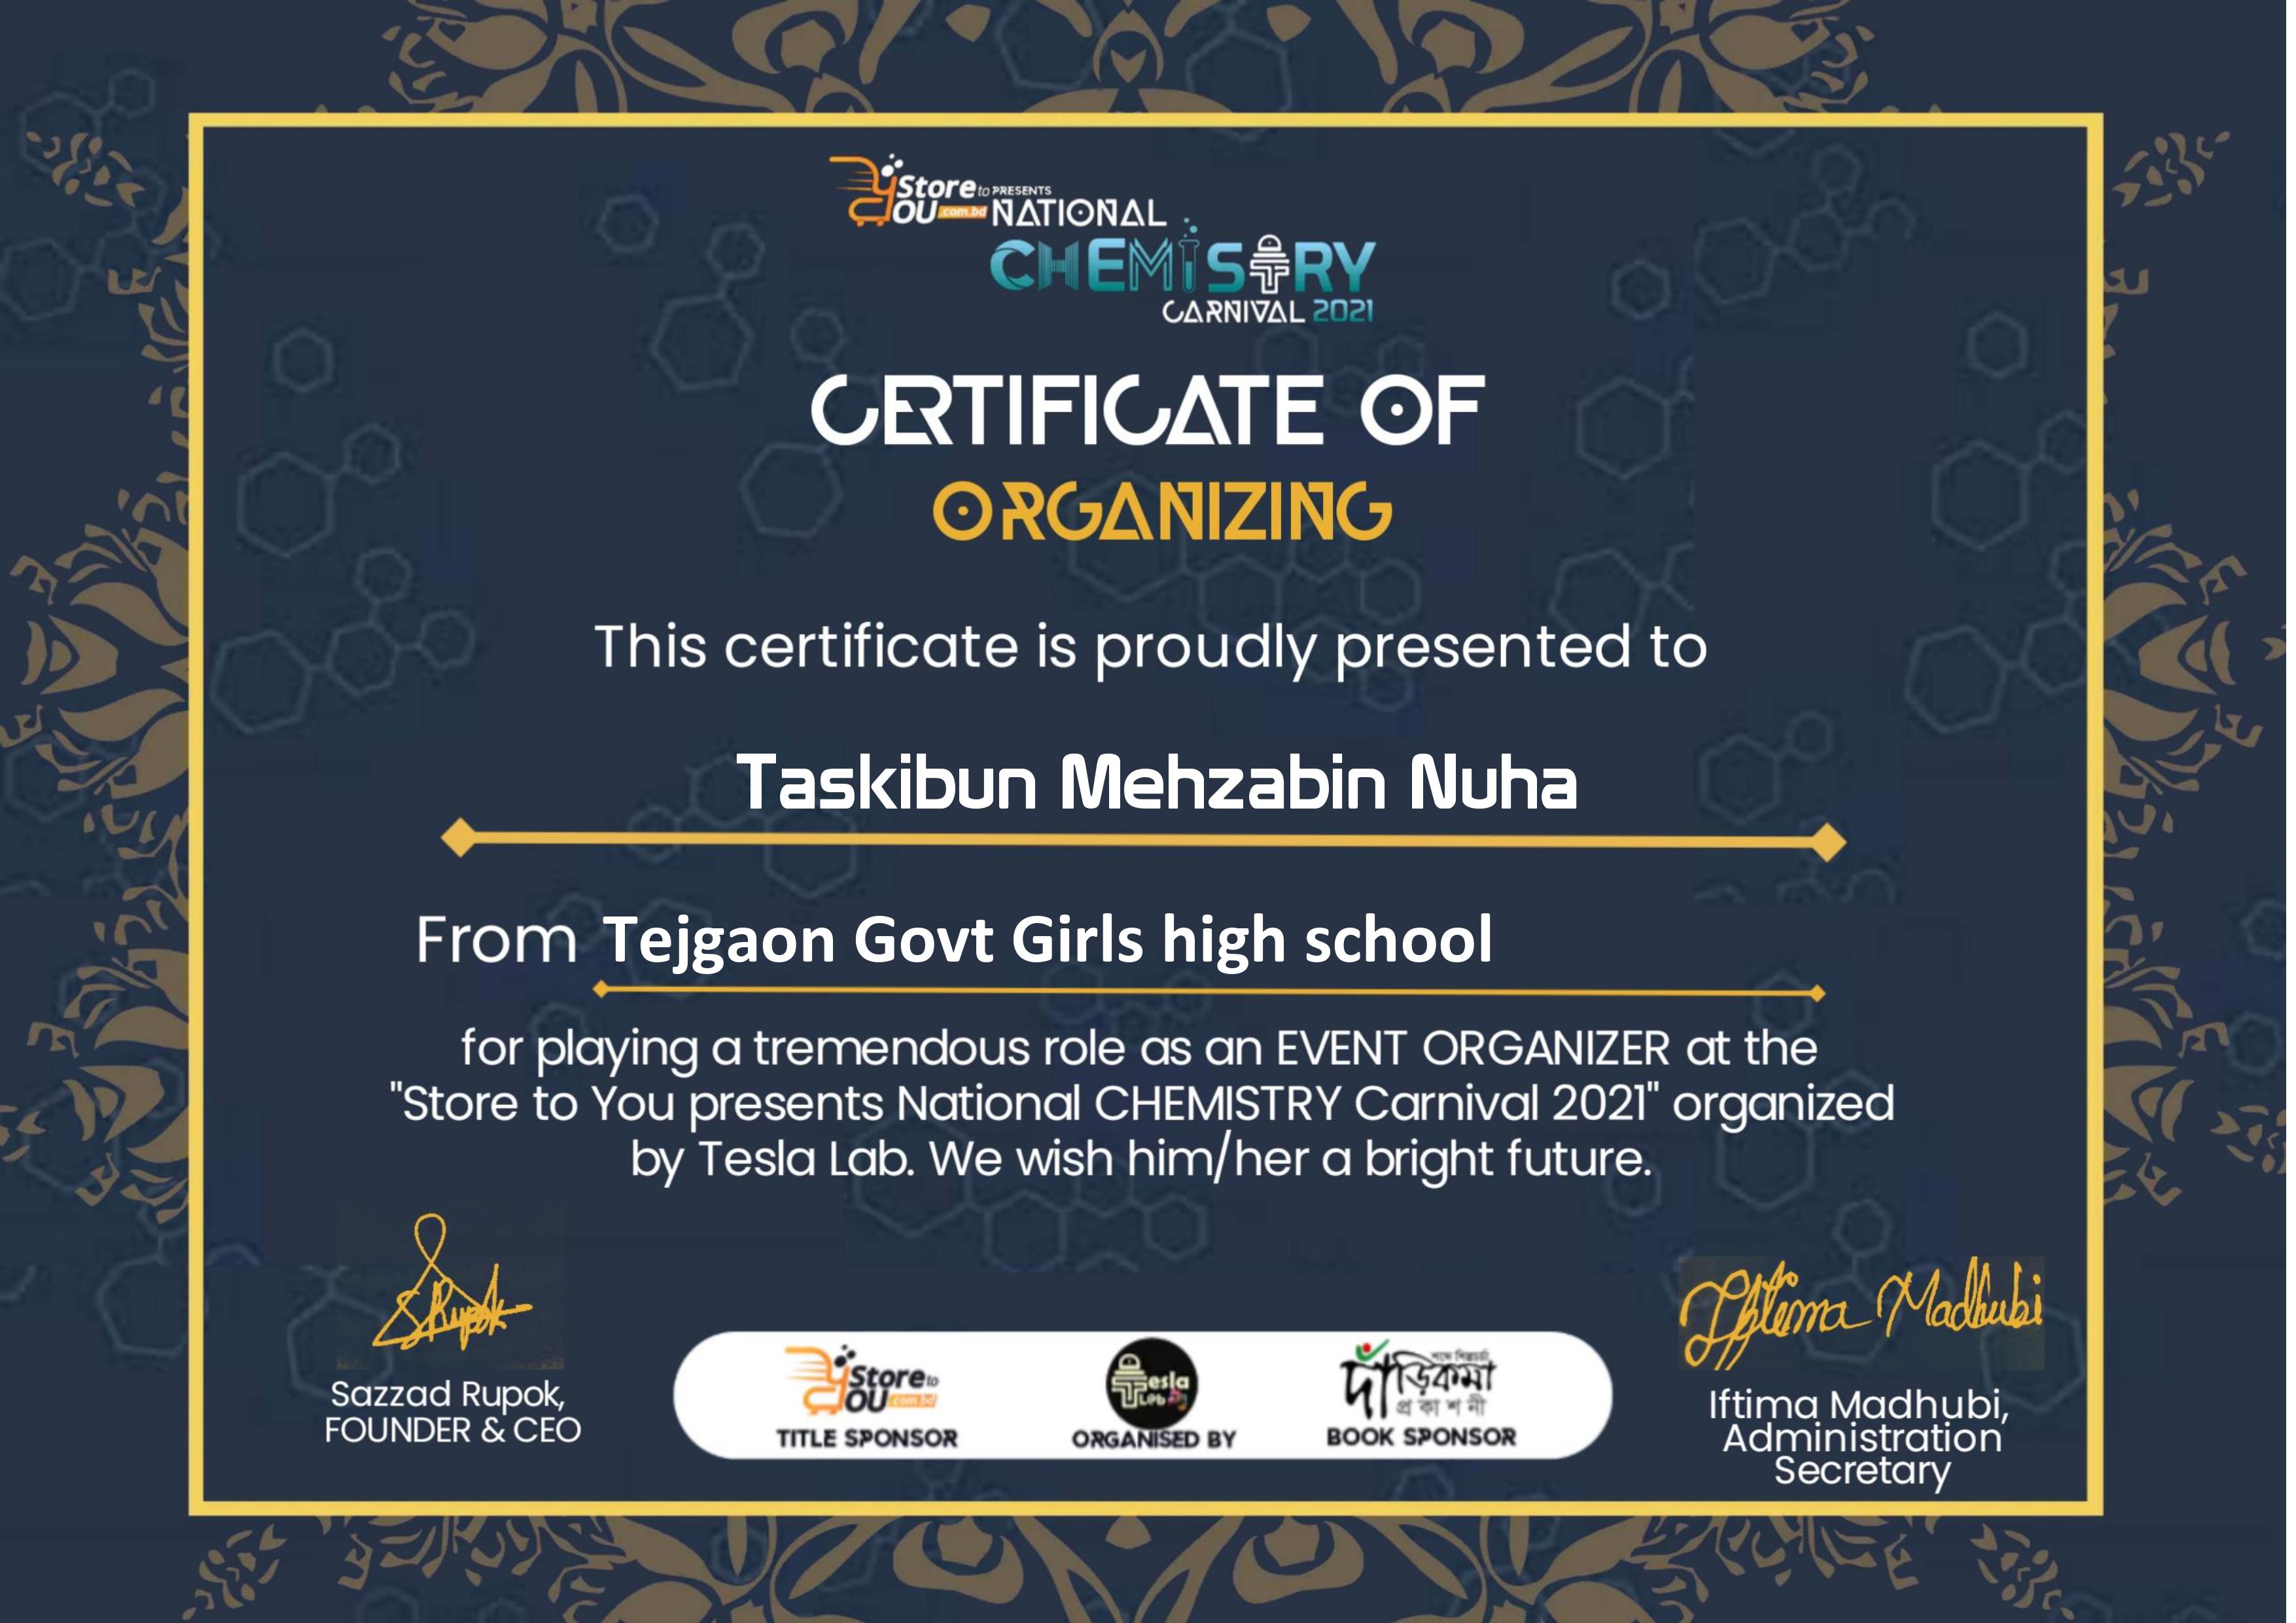 Store to PRESENTS
YOU .com.bd NATIONAL
CHEMISTRY
CARNIVAL 2021
CERTIFICATE OF
ORGANIZING
This certificate is proudly presented to
Taskibun Mehzabin Nuha
From Tejgaon Govt Girls high school
for playing a tremendous role as an EVENT ORGANIZER at the
"Store to You presents National CHEMISTRY Carnival 2021" organized
by Tesla Lab. We wish him/her a bright future.
SRupok
Iftima Madhubi
Sazzad Rupok,
FOUNDER & CEO
Store to
YOU .com.bd
TITLE SPONSOR
Tesla
Lab
ORGANISED BY
দাঁড়িকমা
প্রকাশনী
BOOK SPONSOR
Iftima Madhubi,
Administration
Secretary